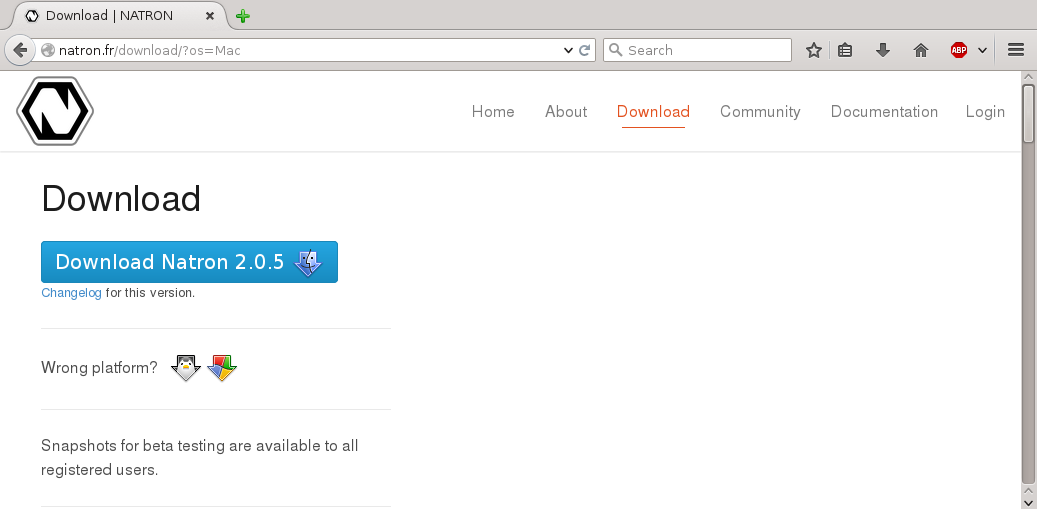 Download | NATRON
natron.fr/download/?os=Mac
Search
ABP
Home About Download Community Documentation Login
Download
Download Natron 2.0.5
Changelog for this version.
Wrong platform?
Snapshots for beta testing are available to all
registered users.